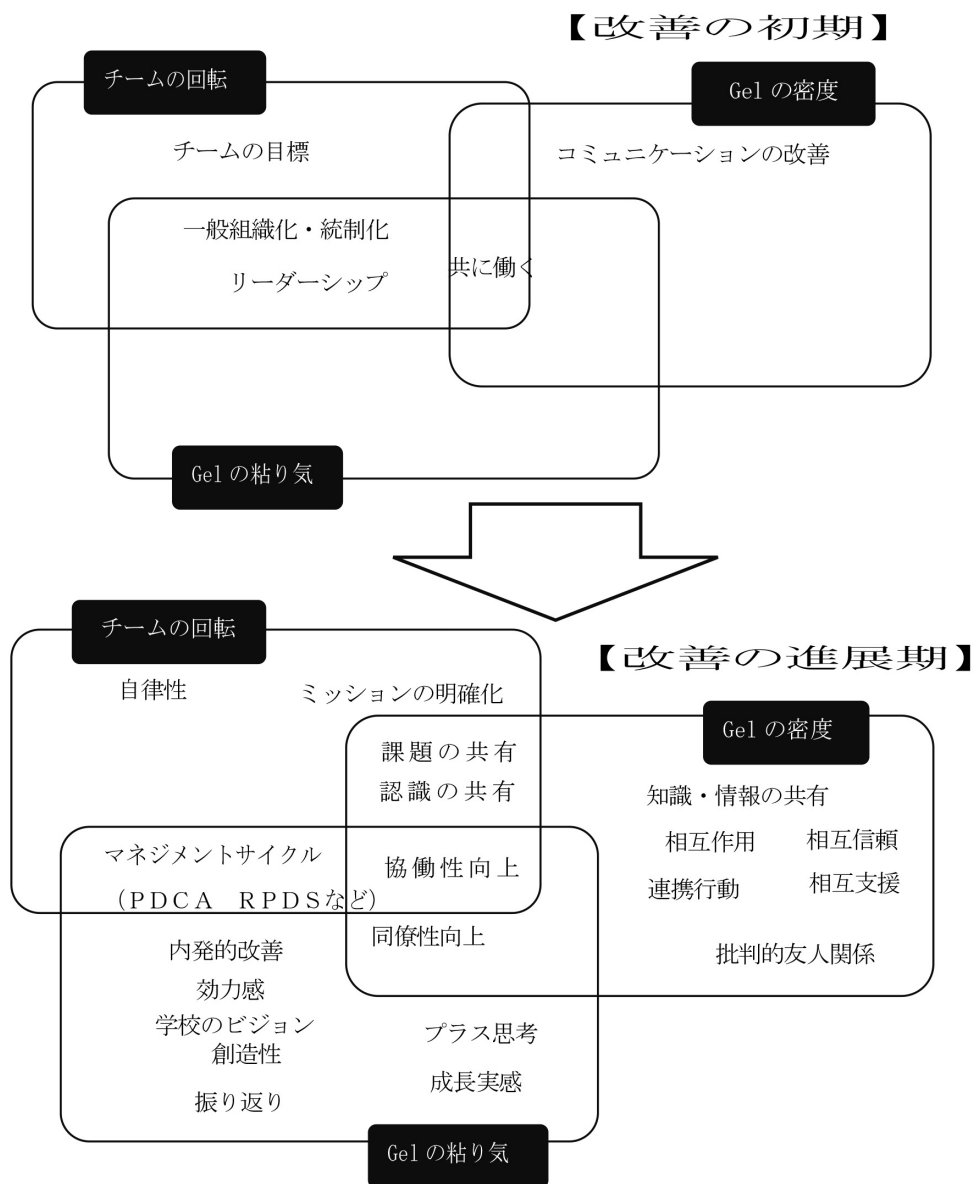 【改善の初期】
チームの回転
Gel の密度
チームの目標
コミュニケーションの改善
一般組織化・統制化
共に働く
リーダーシップ
Gel の粘り気
チームの回転
【改善の進展期】
自律性
ミッションの明確化
Gel の密度
課題の共有
認識の共有
知識・情報の共有
相互作用
相互信頼
マネジメントサイクル
協働性向上
連携行動
相互支援
（ＰＤＣＡ　ＲＰＤＳなど）
同僚性向上
内発的改善
批判的友人関係
効力感
学校のビジョン
プラス思考
創造性
成長実感
振り返り
Gel の粘り気